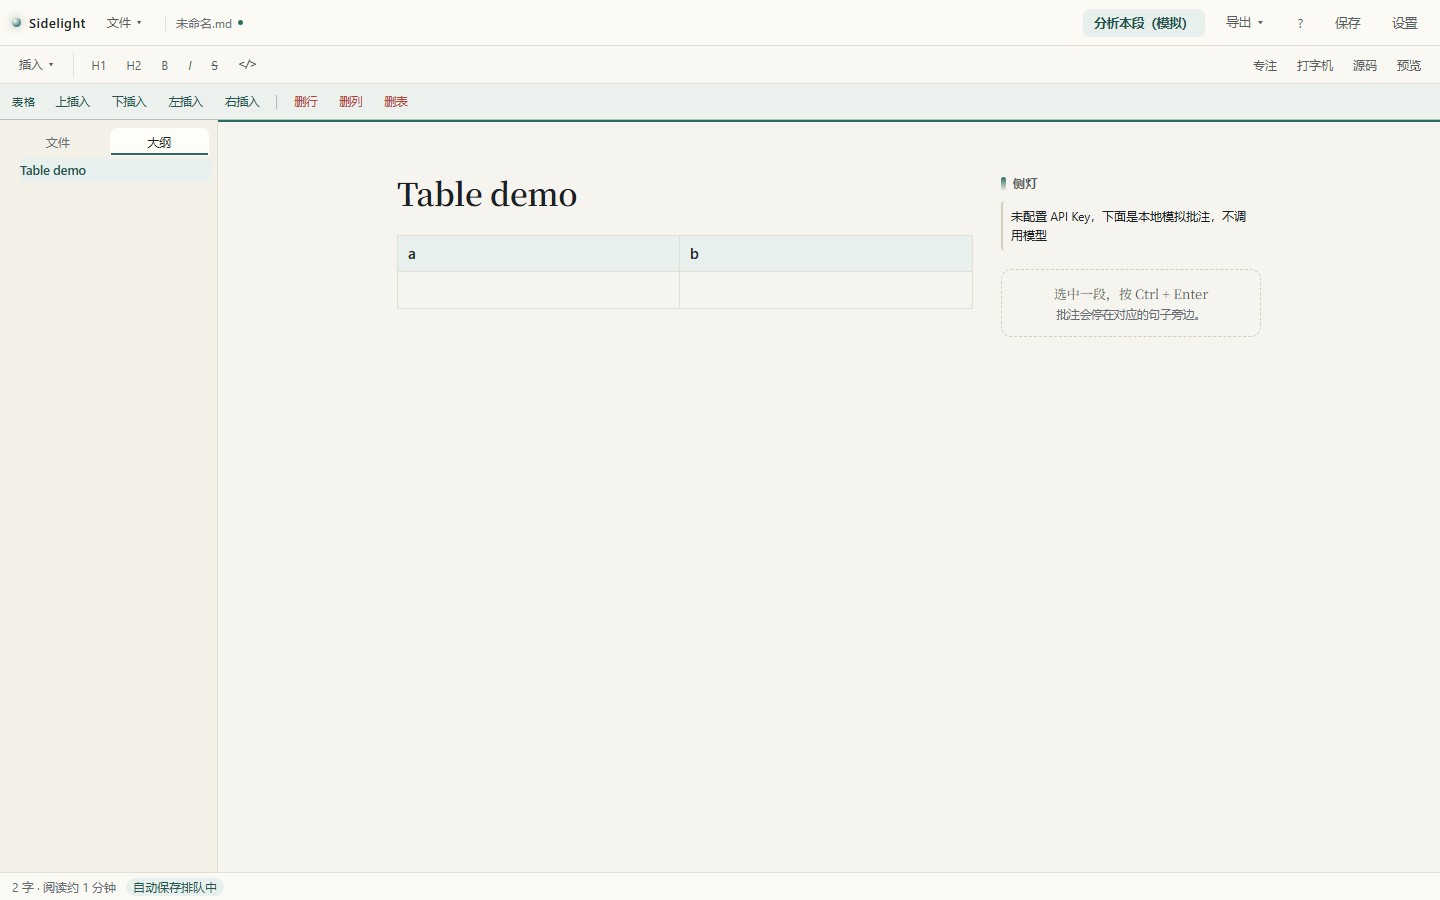 Sidelight 文件 ▾ 未命名.md ● 分析本段（模拟） 导出 ▾ ? 保存 设置
插入 ▾ H1 H2 B I S </> 专注 打字机 源码 预览
表格 上插入 下插入 左插入 右插入 删行 删列 删表
文件 大纲
Table demo
Table demo
a b
侧灯
未配置 API Key，下面是本地模拟批注，不调
用模型
选中一段，按 Ctrl + Enter
批注会停在对应的句子旁边。
2 字 · 阅读约 1 分钟 自动保存排队中